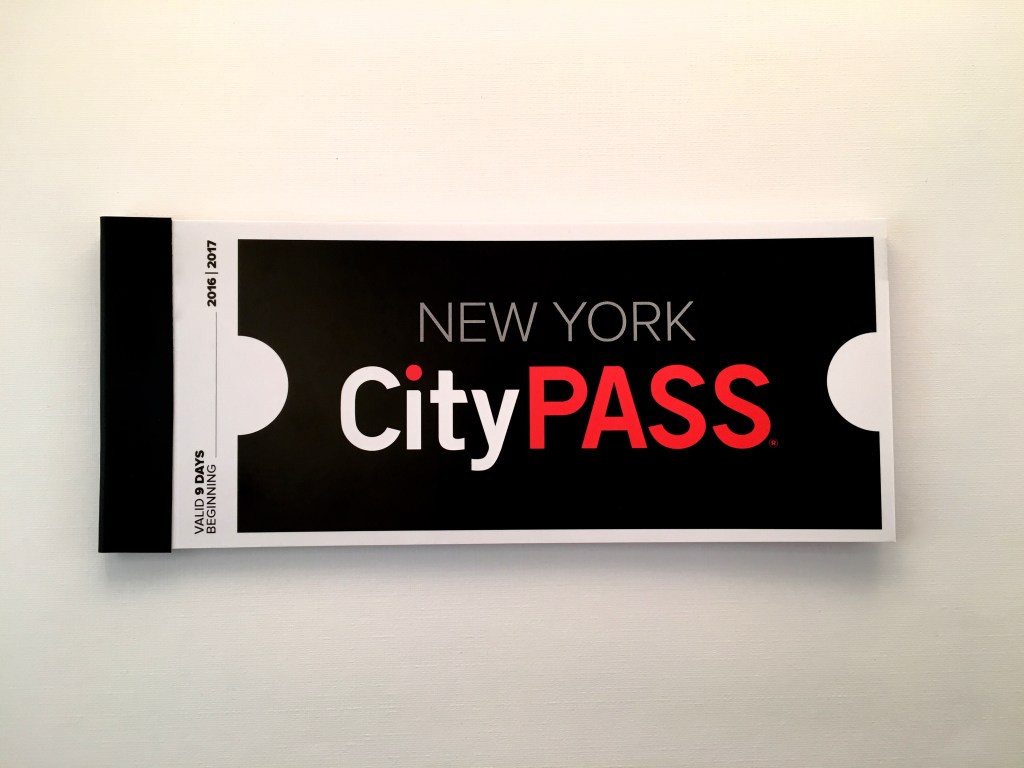 NEW YORK
CityPASS®
VALID 9 DAYS
BEGINNING 2016 | 2017